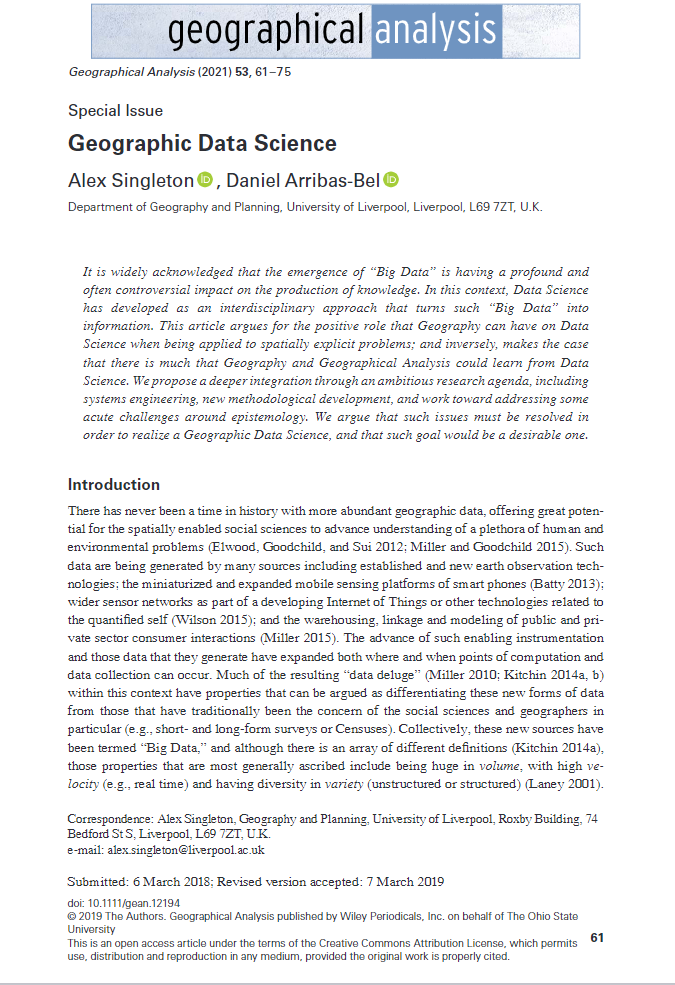 geographical analysis
Geographical Analysis (2021) 53, 61–75
Special Issue
Geographic Data Science
Alex Singleton iD, Daniel Arribas-Bel iD
Department of Geography and Planning, University of Liverpool, Liverpool, L69 7ZT, U.K.
It is widely acknowledged that the emergence of “Big Data” is having a profound and
often controversial impact on the production of knowledge. In this context, Data Science
has developed as an interdisciplinary approach that turns such “Big Data” into
information. This article argues for the positive role that Geography can have on Data
Science when being applied to spatially explicit problems; and inversely, makes the case
that there is much that Geography and Geographical Analysis could learn from Data
Science. We propose a deeper integration through an ambitious research agenda, including
systems engineering, new methodological development, and work toward addressing some
acute challenges around epistemology. We argue that such issues must be resolved in
order to realize a Geographic Data Science, and that such goal would be a desirable one.
Introduction
There has never been a time in history with more abundant geographic data, offering great poten-
tial for the spatially enabled social sciences to advance understanding of a plethora of human and
environmental problems (Elwood, Goodchild, and Sui 2012; Miller and Goodchild 2015). Such
data are being generated by many sources including established and new earth observation tech-
nologies; the miniaturized and expanded mobile sensing platforms of smart phones (Batty 2013);
wider sensor networks as part of a developing Internet of Things or other technologies related to
the quantified self (Wilson 2015); and the warehousing, linkage and modeling of public and pri-
vate sector consumer interactions (Miller 2015). The advance of such enabling instrumentation
and those data that they generate have expanded both where and when points of computation and
data collection can occur. Much of the resulting “data deluge” (Miller 2010; Kitchin 2014a, b)
within this context have properties that can be argued as differentiating these new forms of data
from those that have traditionally been the concern of the social sciences and geographers in
particular (e.g., short- and long-form surveys or Censuses). Collectively, these new sources have
been termed “Big Data,” and although there is an array of different definitions (Kitchin 2014a),
those properties that are most generally ascribed include being huge in volume, with high ve-
locity (e.g., real time) and having diversity in variety (unstructured or structured) (Laney 2001).
Correspondence: Alex Singleton, Geography and Planning, University of Liverpool, Roxby Building, 74
Bedford St S, Liverpool, L69 7ZT, U.K.
e-mail: alex.singleton@liverpool.ac.uk
Submitted: 6 March 2018; Revised version accepted: 7 March 2019
doi: 10.1111/gean.12194
© 2019 The Authors. Geographical Analysis published by Wiley Periodicals, Inc. on behalf of The Ohio State
University
This is an open access article under the terms of the Creative Commons Attribution License, which permits
use, distribution and reproduction in any medium, provided the original work is properly cited.
61